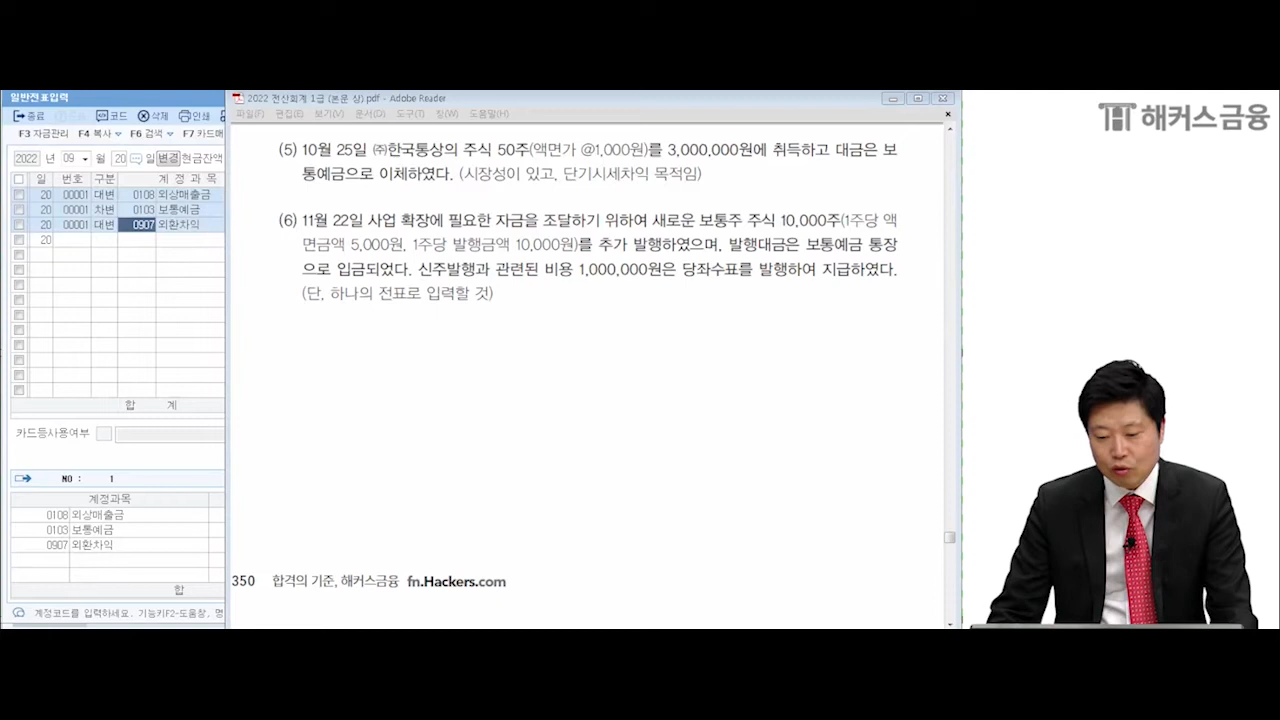 일반전표입력
종료 코드 삭제 인쇄
F3 자금관리 F4 복사 F6 검색 F7 카드매
2022 년 09 월 20 일 변경 현금잔액
일 번호 구분 계 정 과 목
20 00001 대변 0108 외상매출금
20 00001 차변 0103 보통예금
20 00001 대변 0907 외환차익
20
합 계
카드등사용여부
NO : 1
계정과목
0108 외상매출금
0103 보통예금
0907 외환차익
합
계정코드를 입력하세요. 기능키F2-도움창, 명
2022 전산회계 1급 (본문 상).pdf - Adobe Reader
파일(F) 편집(E) 보기(V) 문서(D) 도구(T) 창(W) 도움말(H)
(5) 10월 25일 ㈜한국통상의 주식 50주(액면가 @1,000원)를 3,000,000원에 취득하고 대금은 보
통예금으로 이체하였다. (시장성이 있고, 단기시세차익 목적임)
(6) 11월 22일 사업 확장에 필요한 자금을 조달하기 위하여 새로운 보통주 주식 10,000주(1주당 액
면금액 5,000원, 1주당 발행금액 10,000원)를 추가 발행하였으며, 발행대금은 보통예금 통장
으로 입금되었다. 신주발행과 관련된 비용 1,000,000원은 당좌수표를 발행하여 지급하였다.
(단, 하나의 전표로 입력할 것)
350 합격의 기준, 해커스금융 fn.Hackers.com
해커스금융